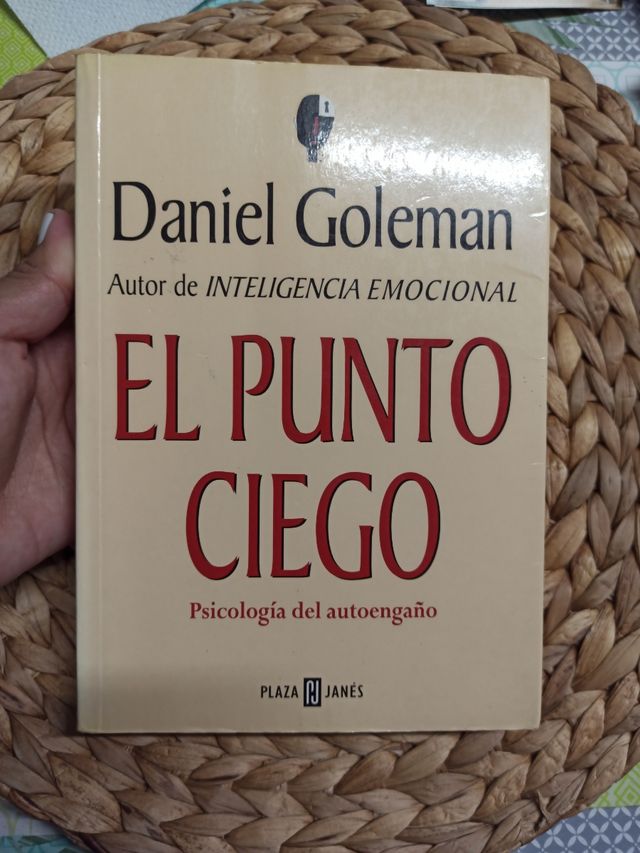 Daniel Goleman
Autor de INTELIGENCIA EMOCIONAL
EL PUNTO
CIEGO
Psicología del autoengaño
PLAZA JANÉS